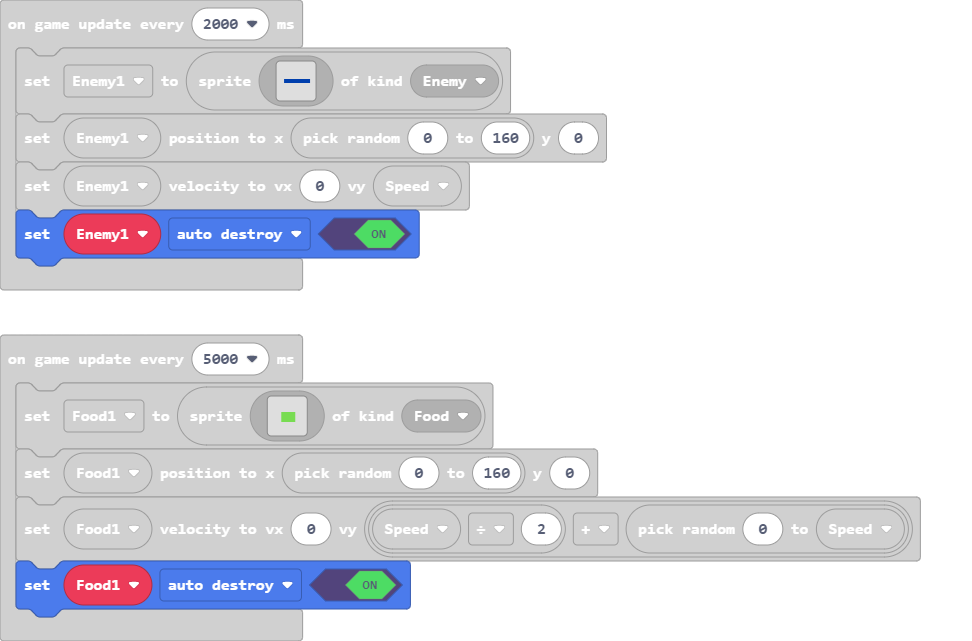 on game update every 2000 ms
set Enemy1 to sprite of kind Enemy
set Enemy1 position to x pick random 0 to 160 y 0
set Enemy1 velocity to vx 0 vy Speed
set Enemy1 auto destroy ON
on game update every 5000 ms
set Food1 to sprite of kind Food
set Food1 position to x pick random 0 to 160 y 0
set Food1 velocity to vx 0 vy Speed ÷ 2 + pick random 0 to Speed
set Food1 auto destroy ON